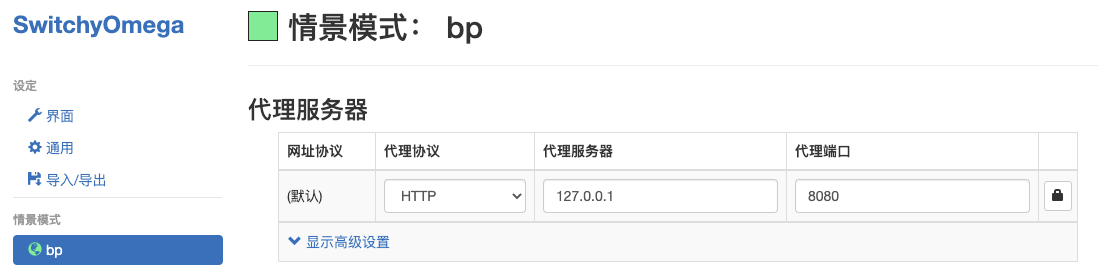 SwitchyOmega
设定
界面
通用
导入/导出
情景模式
bp
情景模式： bp
代理服务器
网址协议 代理协议 代理服务器 代理端口
(默认) HTTP 127.0.0.1 8080
显示高级设置